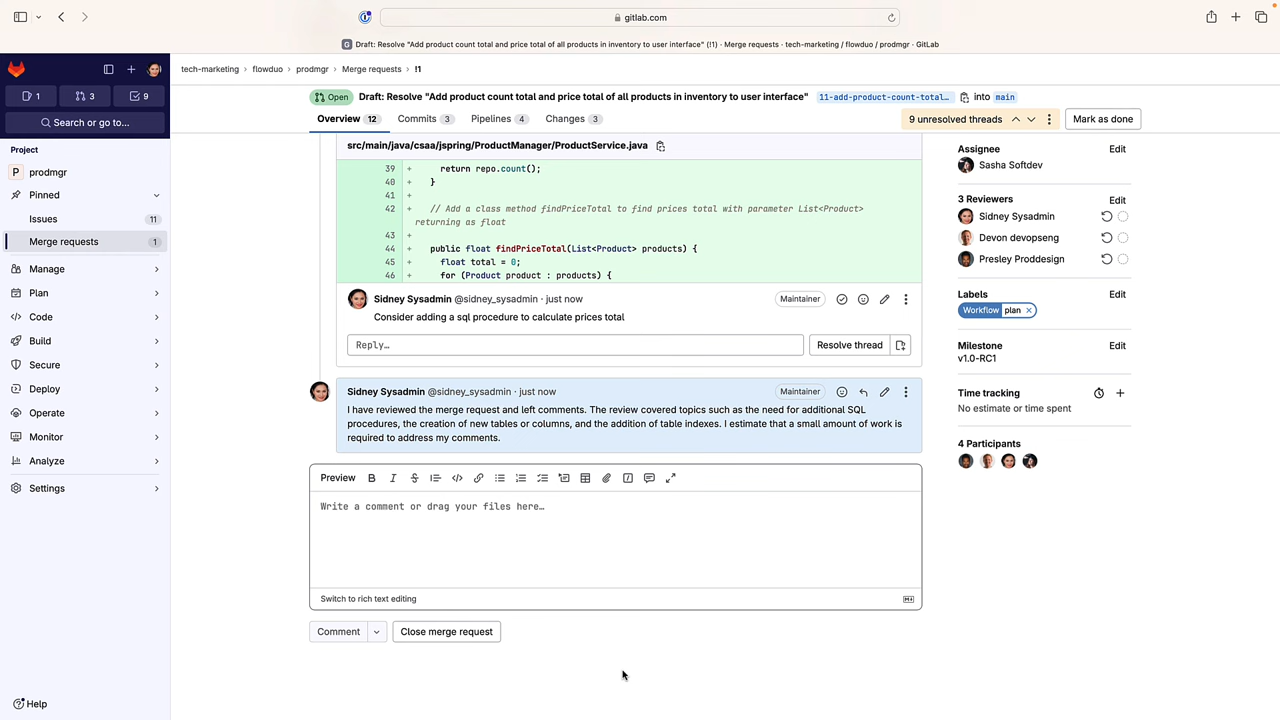 gitlab.com
Draft: Resolve "Add product count total and price total of all products in inventory to user interface" (!1) · Merge requests · tech-marketing / flowduo / prodmgr · GitLab
1
3
9
Search or go to...
Project
P prodmgr
Pinned
Issues 11
Merge requests 1
Manage
Plan
Code
Build
Secure
Deploy
Operate
Monitor
Analyze
Settings
Help
tech-marketing > flowduo > prodmgr > Merge requests > !1
Open Draft: Resolve "Add product count total and price total of all products in inventory to user interface" 11-add-product-count-total… into main
Overview 12 Commits 3 Pipelines 4 Changes 3
9 unresolved threads
Mark as done
src/main/java/csaa/jspring/ProductManager/ProductService.java
39 + return repo.count();
40 + }
41 +
42 + // Add a class method findPriceTotal to find prices total with parameter List<Product>
returning as float
43 +
44 + public float findPriceTotal(List<Product> products) {
45 + float total = 0;
46 + for (Product product : products) {
Sidney Sysadmin @sidney_sysadmin · just now Maintainer
Consider adding a sql procedure to calculate prices total
Reply… Resolve thread
Sidney Sysadmin @sidney_sysadmin · just now Maintainer
I have reviewed the merge request and left comments. The review covered topics such as the need for additional SQL
procedures, the creation of new tables or columns, and the addition of table indexes. I estimate that a small amount of work is
required to address my comments.
Preview B I S
Write a comment or drag your files here…
Switch to rich text editing
Comment Close merge request
Assignee Edit
Sasha Softdev
3 Reviewers Edit
Sidney Sysadmin
Devon devopseng
Presley Proddesign
Labels Edit
Workflow plan ×
Milestone Edit
v1.0-RC1
Time tracking +
No estimate or time spent
4 Participants